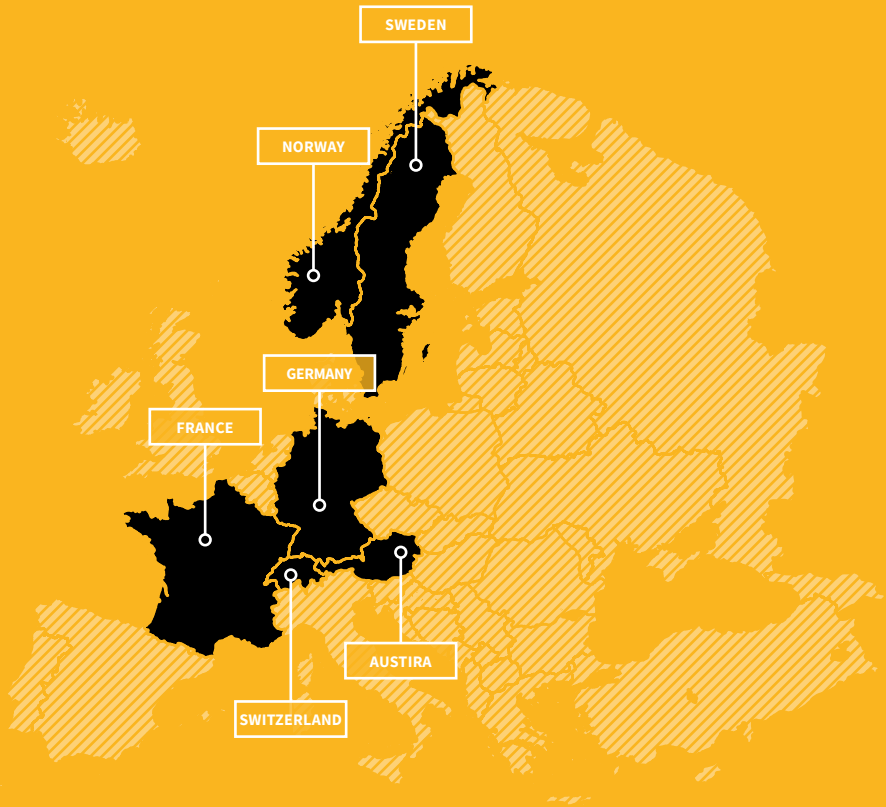 SWEDEN
NORWAY
GERMANY
FRANCE
AUSTIRA
SWITZERLAND